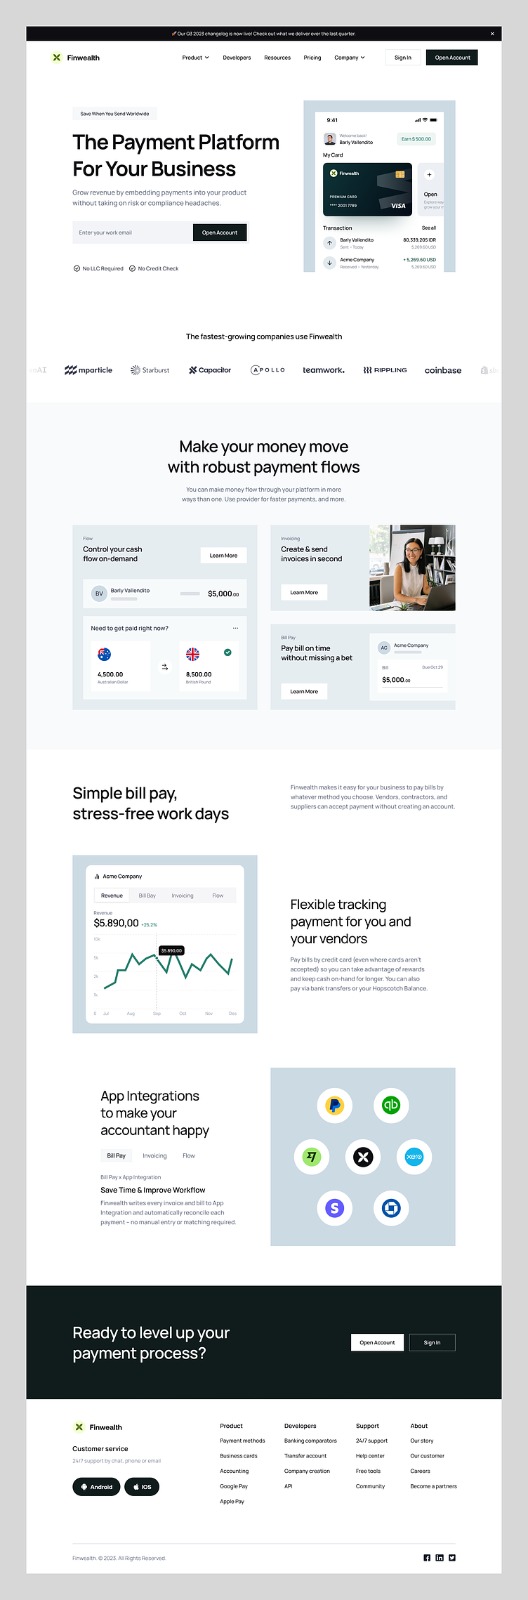 🚀 Our Q3 2023 changelog is now live! Check out what we deliver over the last quarter.
Finwealth
Product
Developers
Resources
Pricing
Company
Sign In
Open Account
Save When You Send Worldwide
The Payment Platform
For Your Business
Grow revenue by embedding payments into your product
without taking on risk or compliance headaches.
Enter your work email
Open Account
No LLC Required
No Credit Check
9:41
Welcome back!
Barly Vallendito
Earn $500.00
My Card
Finwealth
PREMIUM CARD
**** 2031 7789
VISA
Open
Transaction
See all
Barly Vallendito
80,339,205 IDR
Sent • Today
Acme Company
+ 5,269.60 USD
Received • Yesterday
The fastest-growing companies use Finwealth
mparticle
Starburst
Capacitor
APOLLO
teamwork.
RIPPLING
coinbase
Make your money move
with robust payment flows
You can make money flow through your platform in more
ways than one. Use provider for faster payments, and more.
Flow
Control your cash
flow on-demand
Learn More
BV
Barly Vallendito
$5,000.00
Need to get paid right now?
4,500.00
Australian Dollar
8,500.00
British Pound
Invoicing
Create & send
invoices in second
Learn More
Bill Pay
Pay bill on time
without missing a bet
Learn More
AC
Acme Company
Bill
Due Oct 29
$5,000.00
Simple bill pay,
stress-free work days
Finwealth makes it easy for your business to pay bills by
whatever method you choose. Vendors, contractors, and
suppliers can accept payment without creating an account.
Acme Company
Revenue
Bill Pay
Invoicing
Flow
Revenue
$5.890,00
+25.2%
$5.890,00
0
Jul
Aug
Sep
Oct
Nov
Des
Flexible tracking
payment for you and
your vendors
Pay bills by credit card (even where cards aren't
accepted) so you can take advantage of rewards
and keep cash on-hand for longer. You can also
pay via bank transfers or your Hopscotch Balance.
App Integrations
to make your
accountant happy
Bill Pay
Invoicing
Flow
Bill Pay × App Integration
Save Time & Improve Workflow
Finwealth writes every invoice and bill to App
Integration and automatically reconcile each
payment – no manual entry or matching required.
qb
xero
S
Ready to level up your
payment process?
Open Account
Sign In
Finwealth
Customer service
24/7 support by chat, phone or email
Android
iOS
Product
Payment methods
Business cards
Accounting
Google Pay
Apple Pay
Developers
Banking comparators
Transfer account
Company creation
API
Support
24/7 support
Help center
Free tools
Community
About
Our story
Our customer
Careers
Become a partners
Finwealth. © 2023. All Rights Reserved.